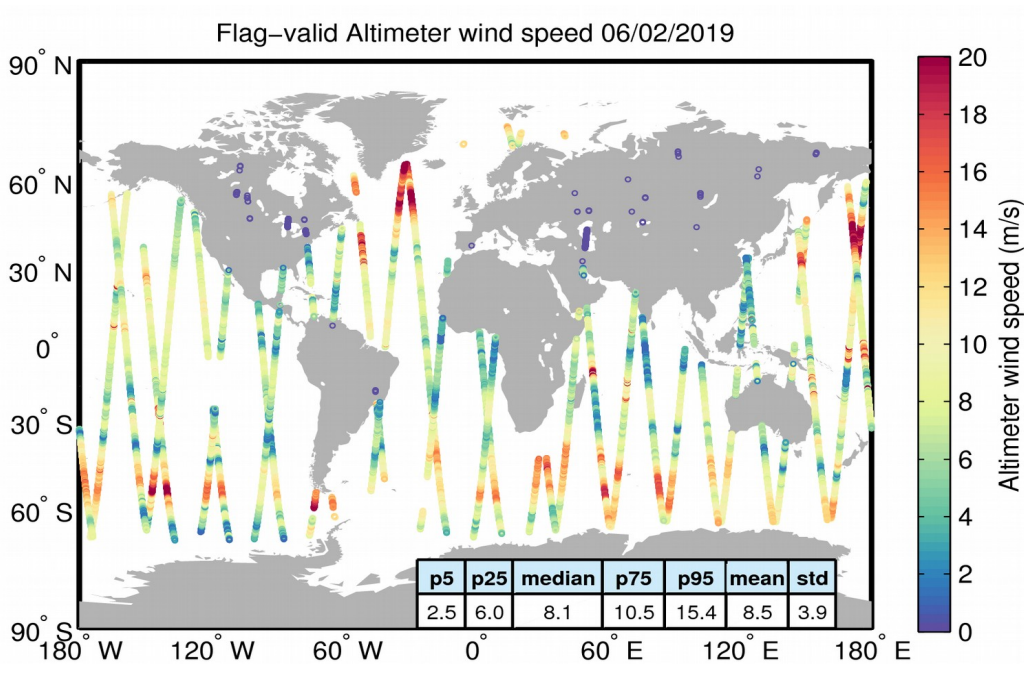 Flag−valid Altimeter wind speed 06/02/2019
90° N
60° N
30° N
0°
30° S
60° S
90° S
180° W
120° W
60° W
0°
60° E
120° E
180° E
p5 p25 median p75 p95 mean std
2.5 6.0 8.1 10.5 15.4 8.5 3.9
20
18
16
14
12
10
8
6
4
2
0
Altimeter wind speed (m/s)